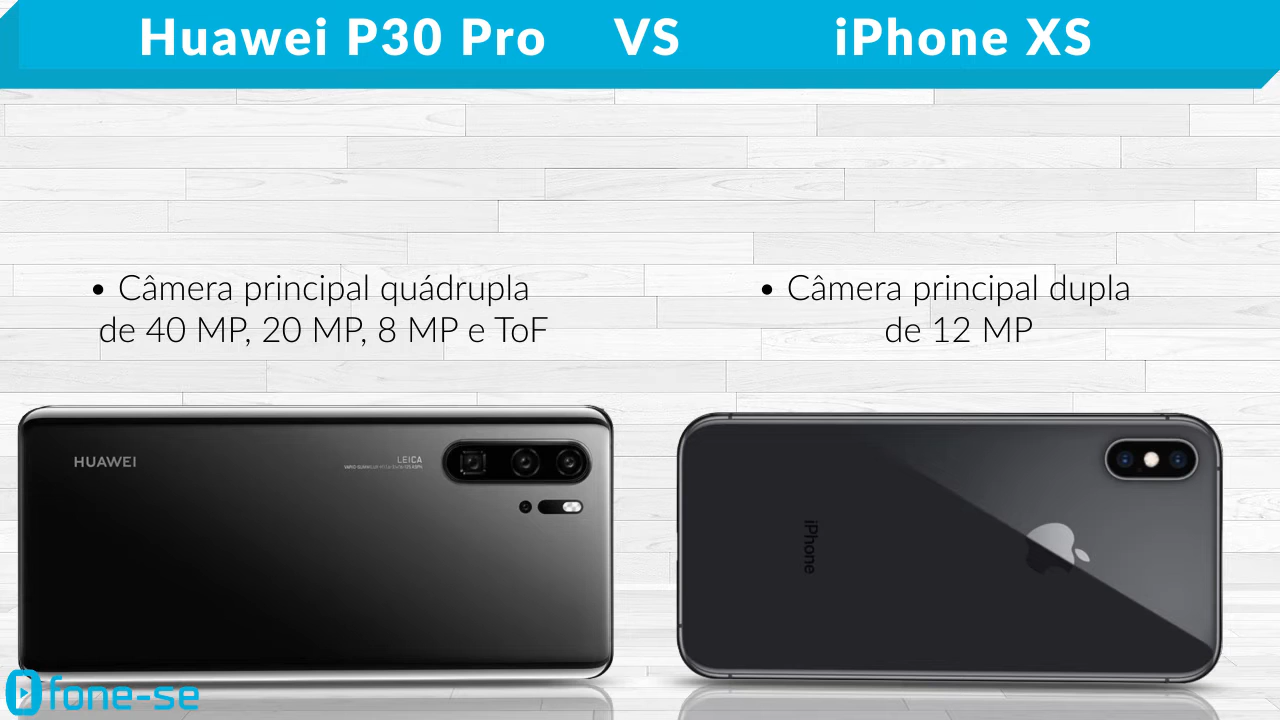 Huawei P30 Pro VS iPhone XS
• Câmera principal quádrupla
de 40 MP, 20 MP, 8 MP e ToF
• Câmera principal dupla
de 12 MP
HUAWEI
LEICA
iPhone
fone-se